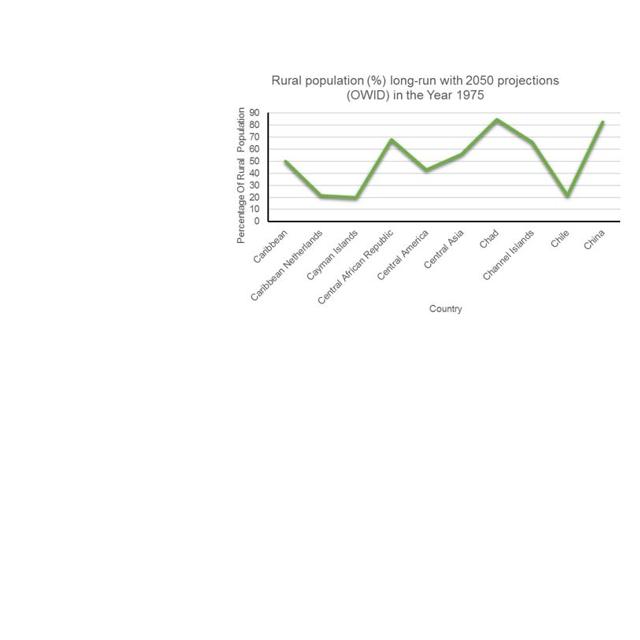 Rural population (%) long-run with 2050 projections
(OWID) in the Year 1975
Percentage Of Rural Population
90
80
70
60
50
40
30
20
10
0
Caribbean
Caribbean Netherlands
Cayman Islands
Central African Republic
Central America
Central Asia
Chad
Channel Islands
Chile
China
Country